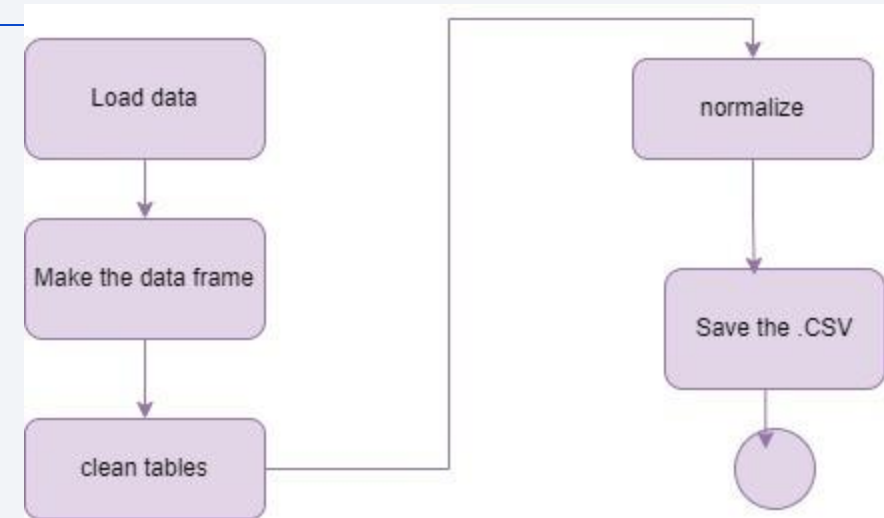 Load data
Make the data frame
clean tables
normalize
Save the .CSV